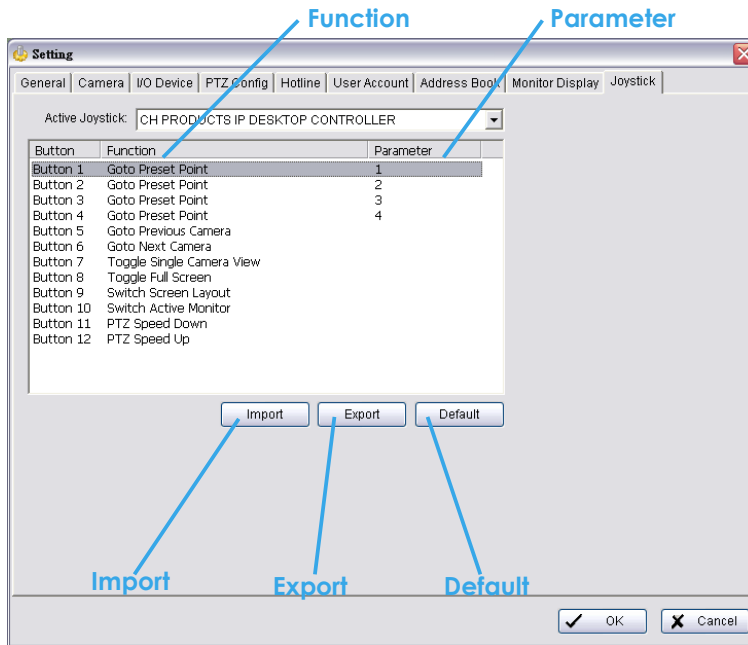 Function Parameter
Setting
General Camera I/O Device PTZ Config Hotline User Account Address Book Monitor Display Joystick
Active Joystick: CH PRODUCTS IP DESKTOP CONTROLLER
Button Function Parameter
Button 1 Goto Preset Point 1
Button 2 Goto Preset Point 2
Button 3 Goto Preset Point 3
Button 4 Goto Preset Point 4
Button 5 Goto Previous Camera
Button 6 Goto Next Camera
Button 7 Toggle Single Camera View
Button 8 Toggle Full Screen
Button 9 Switch Screen Layout
Button 10 Switch Active Monitor
Button 11 PTZ Speed Down
Button 12 PTZ Speed Up
Import Export Default
Import Export Default
OK Cancel